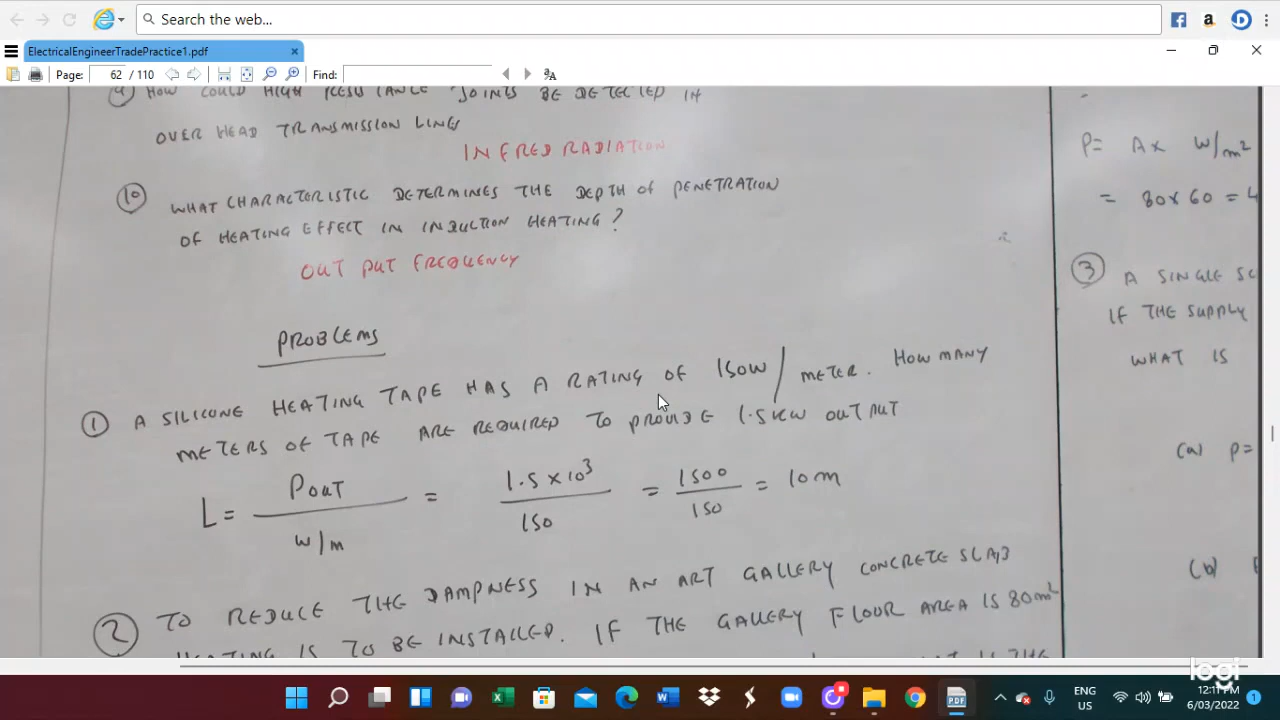 Search the web...
ElectricalEngineerTradePractice1.pdf
Page: 62 / 110 Find:
(9) HOW COULD HIGH RESISTANCE JOINTS BE DETECTED IN
OVER HEAD TRANSMISSION LINE
INFRED RADIATION
(10) WHAT CHARACTERISTIC DETERMINES THE DEPTH OF PENETRATION
OF HEATING EFFECT IN INDUCTION HEATING?
OUT PUT FREQUENCY
PROBLEMS
(1) A SILICONE HEATING TAPE HAS A RATING OF 150W/METER. HOW MANY
METERS OF TAPE ARE REQUIRED TO PROVIDE 1.5KW OUTPUT
L = Pout / w/m = 1.5 × 10³ / 150 = 1500 / 150 = 10m
(2) TO REDUCE THE DAMPNESS IN AN ART GALLERY CONCRETE SLAB
HEATING IS TO BE INSTALLED. IF THE GALLERY FLOOR AREA IS 80m²
P= A× W/m²
= 80×60 = 4
(3) A SINGLE
IF THE SUPPLY
WHAT IS
(a) P=
(b)
logi
ENG
US
12:11 PM
6/03/2022